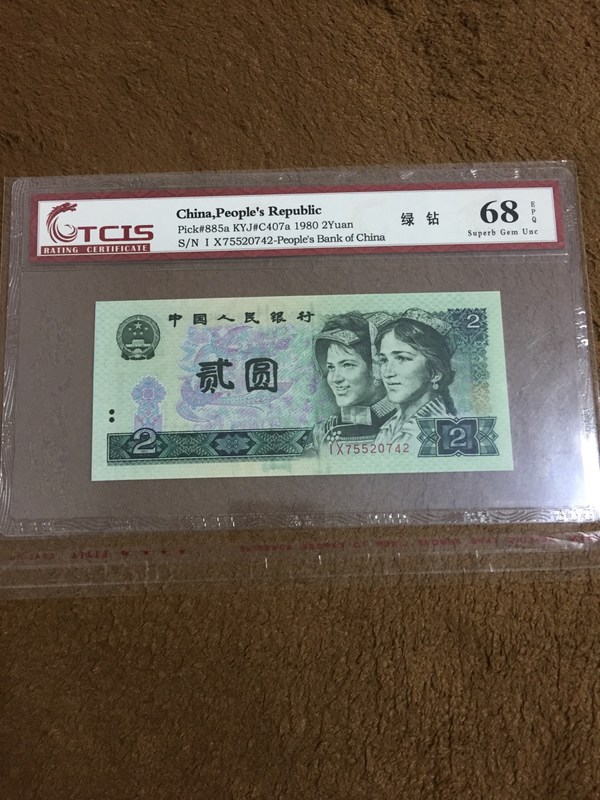 TCIS
RATING CERTIFICATE
China,People's Republic
Pick#885a KYJ#C407a 1980 2Yuan
S/N I X75520742-People's Bank of China
绿 钻
68 EPQ
Superb Gem Unc
中国人民银行
2
贰圆
2
IX75520742
2